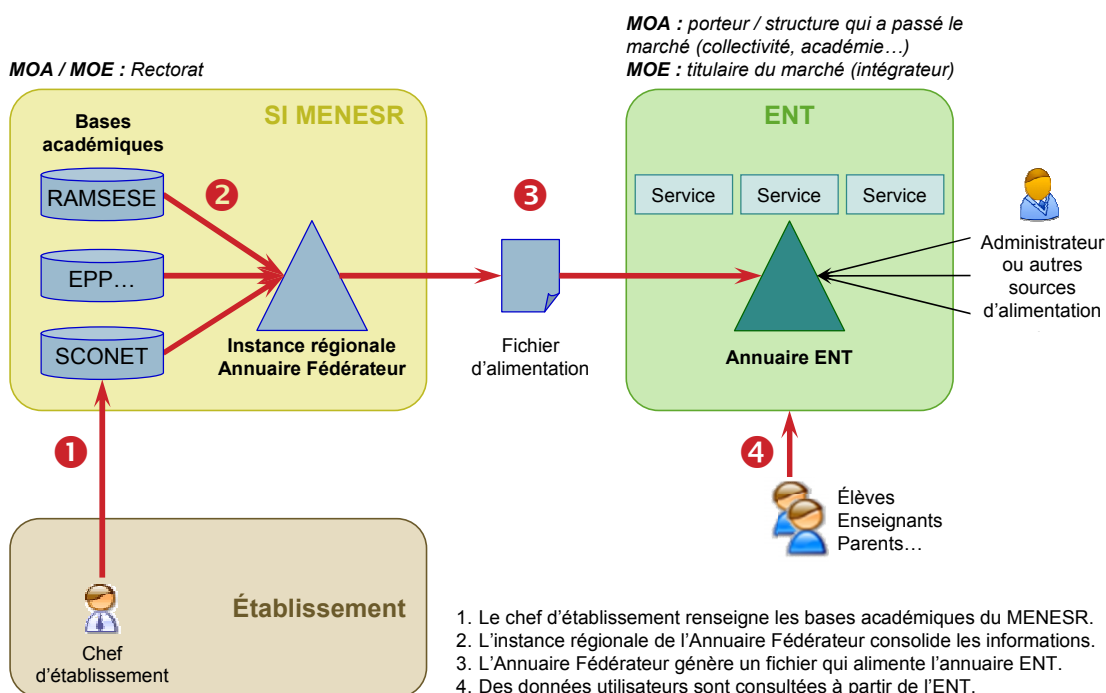 MOA : porteur / structure qui a passé le
marché (collectivité, académie…)
MOE : titulaire du marché (intégrateur)
MOA / MOE : Rectorat
SI MENESR
Bases
académiques
RAMSESE
EPP…
SCONET
2
Instance régionale
Annuaire Fédérateur
3
Fichier
d’alimentation
ENT
Service
Service
Service
Annuaire ENT
Administrateur
ou autres
sources
d’alimentation
1
4
Élèves
Enseignants
Parents…
Établissement
Chef
d’établissement
1. Le chef d’établissement renseigne les bases académiques du MENESR.
2. L’instance régionale de l’Annuaire Fédérateur consolide les informations.
3. L’Annuaire Fédérateur génère un fichier qui alimente l’annuaire ENT.
4. Des données utilisateurs sont consultées à partir de l’ENT.